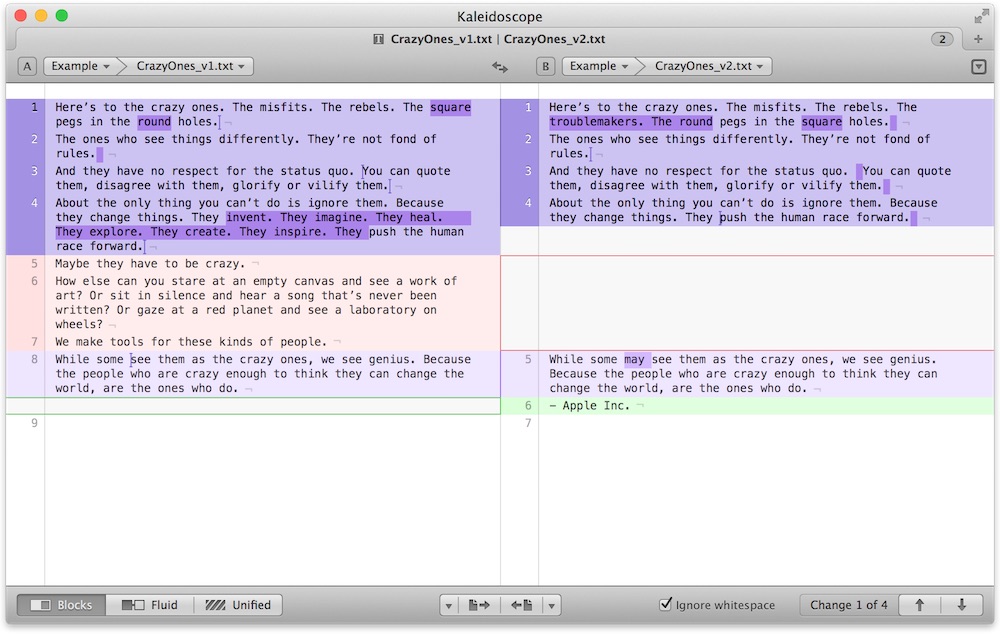 Kaleidoscope
CrazyOnes_v1.txt | CrazyOnes_v2.txt
2
+
A
Example
CrazyOnes_v1.txt
B
Example
CrazyOnes_v2.txt
1
Here’s to the crazy ones. The misfits. The rebels. The square
pegs in the round holes. ¬
2
The ones who see things differently. They’re not fond of
rules. ¬
3
And they have no respect for the status quo. You can quote
them, disagree with them, glorify or vilify them. ¬
4
About the only thing you can’t do is ignore them. Because
they change things. They invent. They imagine. They heal.
They explore. They create. They inspire. They push the human
race forward. ¬
5
Maybe they have to be crazy. ¬
6
How else can you stare at an empty canvas and see a work of
art? Or sit in silence and hear a song that’s never been
written? Or gaze at a red planet and see a laboratory on
wheels? ¬
7
We make tools for these kinds of people. ¬
8
While some see them as the crazy ones, we see genius. Because
the people who are crazy enough to think they can change the
world, are the ones who do. ¬
9
1
Here’s to the crazy ones. The misfits. The rebels. The
troublemakers. The round pegs in the square holes. ¬
2
The ones who see things differently. They’re not fond of
rules. ¬
3
And they have no respect for the status quo. You can quote
them, disagree with them, glorify or vilify them. ¬
4
About the only thing you can’t do is ignore them. Because
they change things. They push the human race forward. ¬
5
While some may see them as the crazy ones, we see genius.
Because the people who are crazy enough to think they can
change the world, are the ones who do. ¬
6
– Apple Inc. ¬
7
Blocks
Fluid
Unified
Ignore whitespace
Change 1 of 4